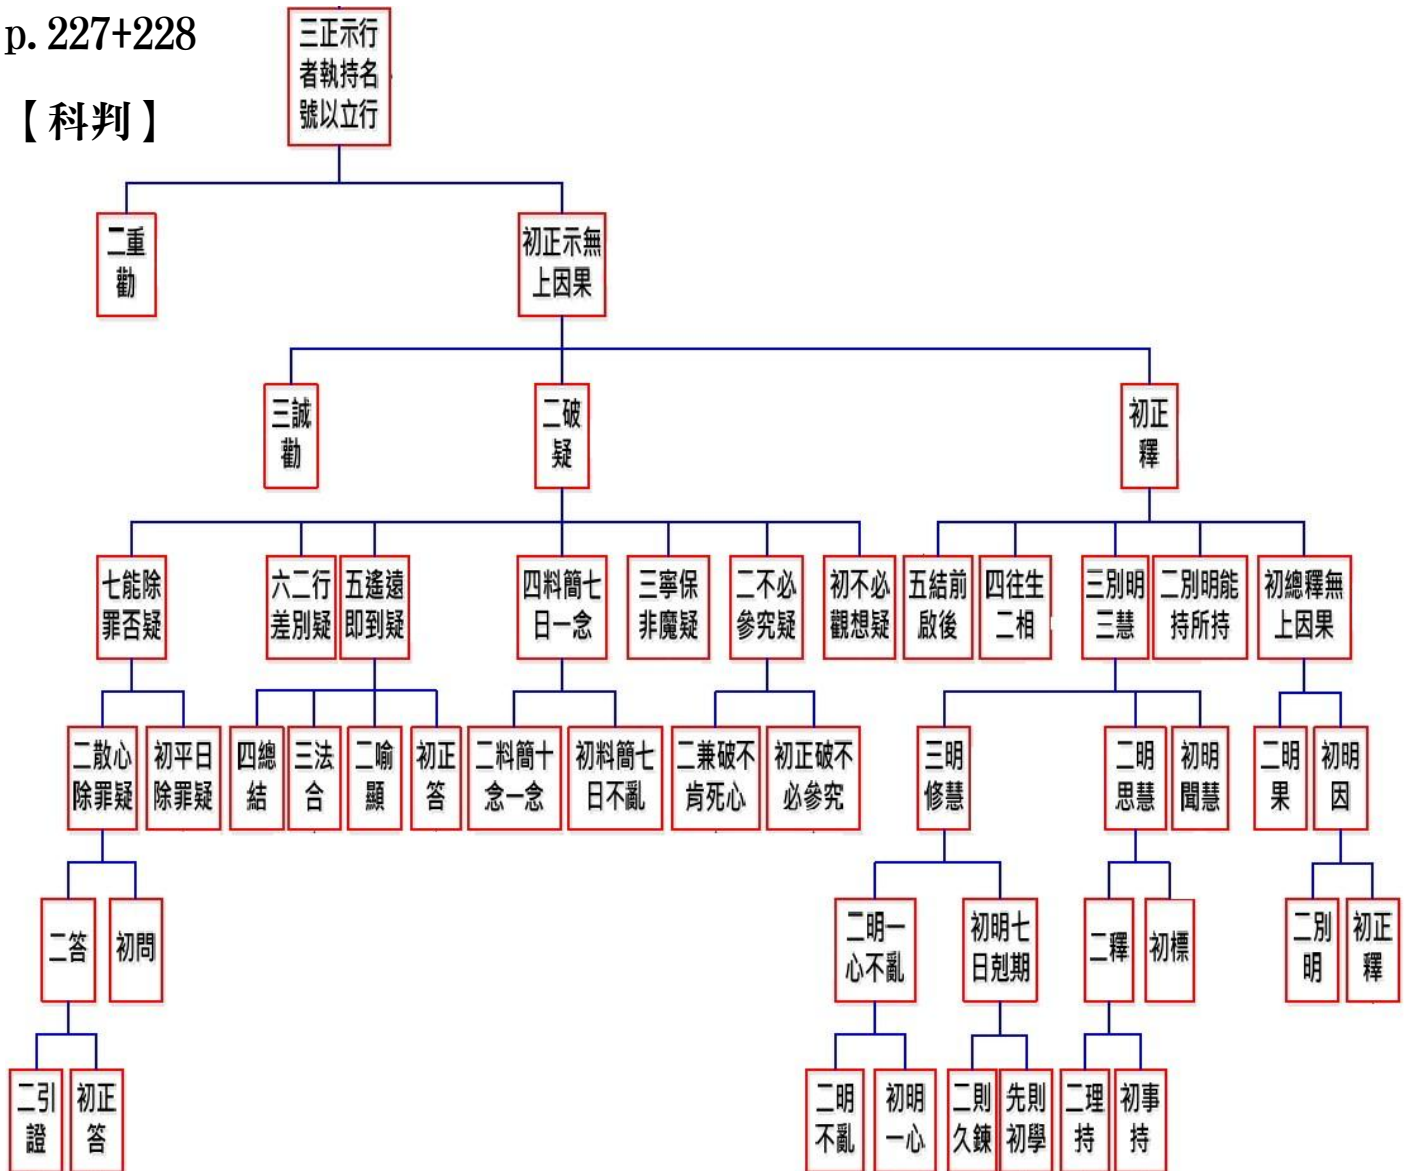 p. 227+228
【科判】
三正示行
者執持名
號以立行
二重
勸
初正示無
上因果
三誠
勸
二破
疑
初正
釋
七能除
罪否疑
六二行
差別疑
五遙遠
即到疑
四料簡七
日一念
三寧保
非魔疑
二不必
參究疑
初不必
觀想疑
五結前
啟後
四往生
二相
三別明
三慧
二別明能
持所持
初總釋無
上因果
二散心
除罪疑
初平日
除罪疑
四總
結
三法
合
二喻
顯
初正
答
二料簡十
念一念
初料簡七
日不亂
二兼破不
肯死心
初正破不
必參究
三明
修慧
二明
思慧
初明
聞慧
二明
果
初明
因
二答
初問
二明一
心不亂
初明七
日剋期
二釋
初標
二別
明
初正
釋
二引
證
初正
答
二明
不亂
初明
一心
二則
久鍊
先則
初學
二理
持
初事
持